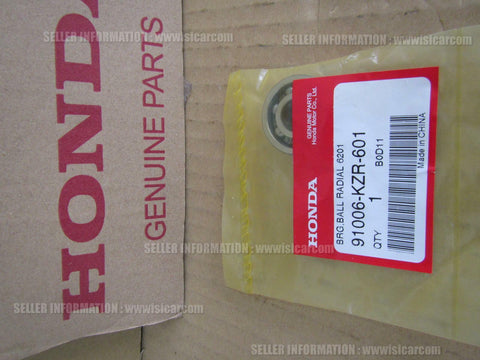 SELLER INFORMATION : www.isicar.com
SELLER INFORMATION : www.isicar.com
HONDA
GENUINE PARTS
HONDA
GENUINE PARTS
Honda Motor Co., Ltd.
BRG,BALL RADIAL 6201
91006-KZR-601
QTY 1 B0D11
Made in CHINA
SELLER INFORMATION : www.isicar.com
SELLER INFORMATION : www.isicar.com
SELLER INFORMATION : www.isicar.com
SELLER INFORMATION : www.isicar.com